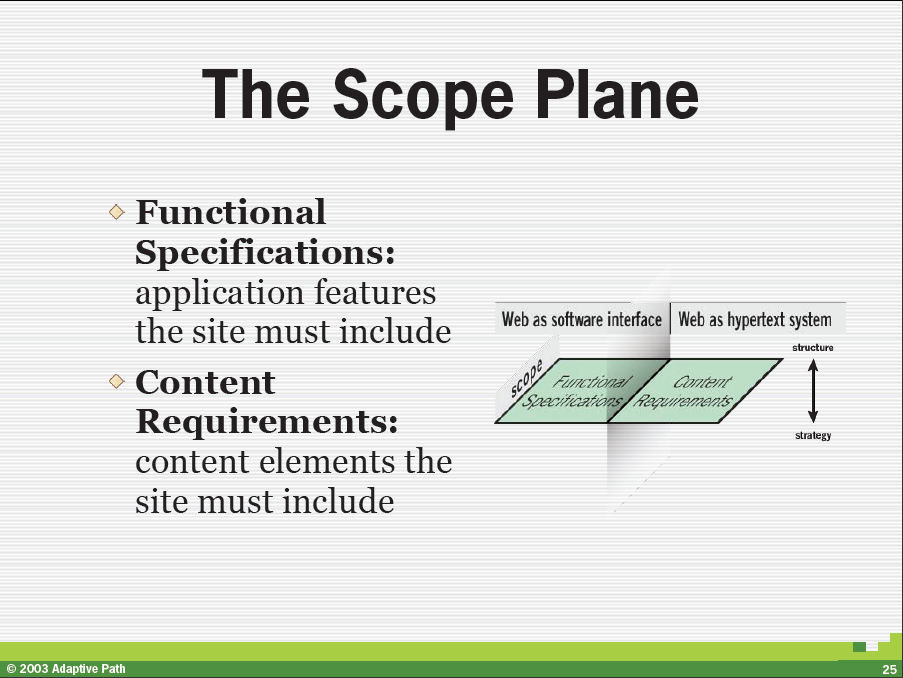 The Scope Plane
Functional
Specifications:
application features
the site must include
Content
Requirements:
content elements the
site must include
Web as software interface
Web as hypertext system
structure
scope
Functional
Specifications
Content
Requirements
strategy
© 2003 Adaptive Path
25